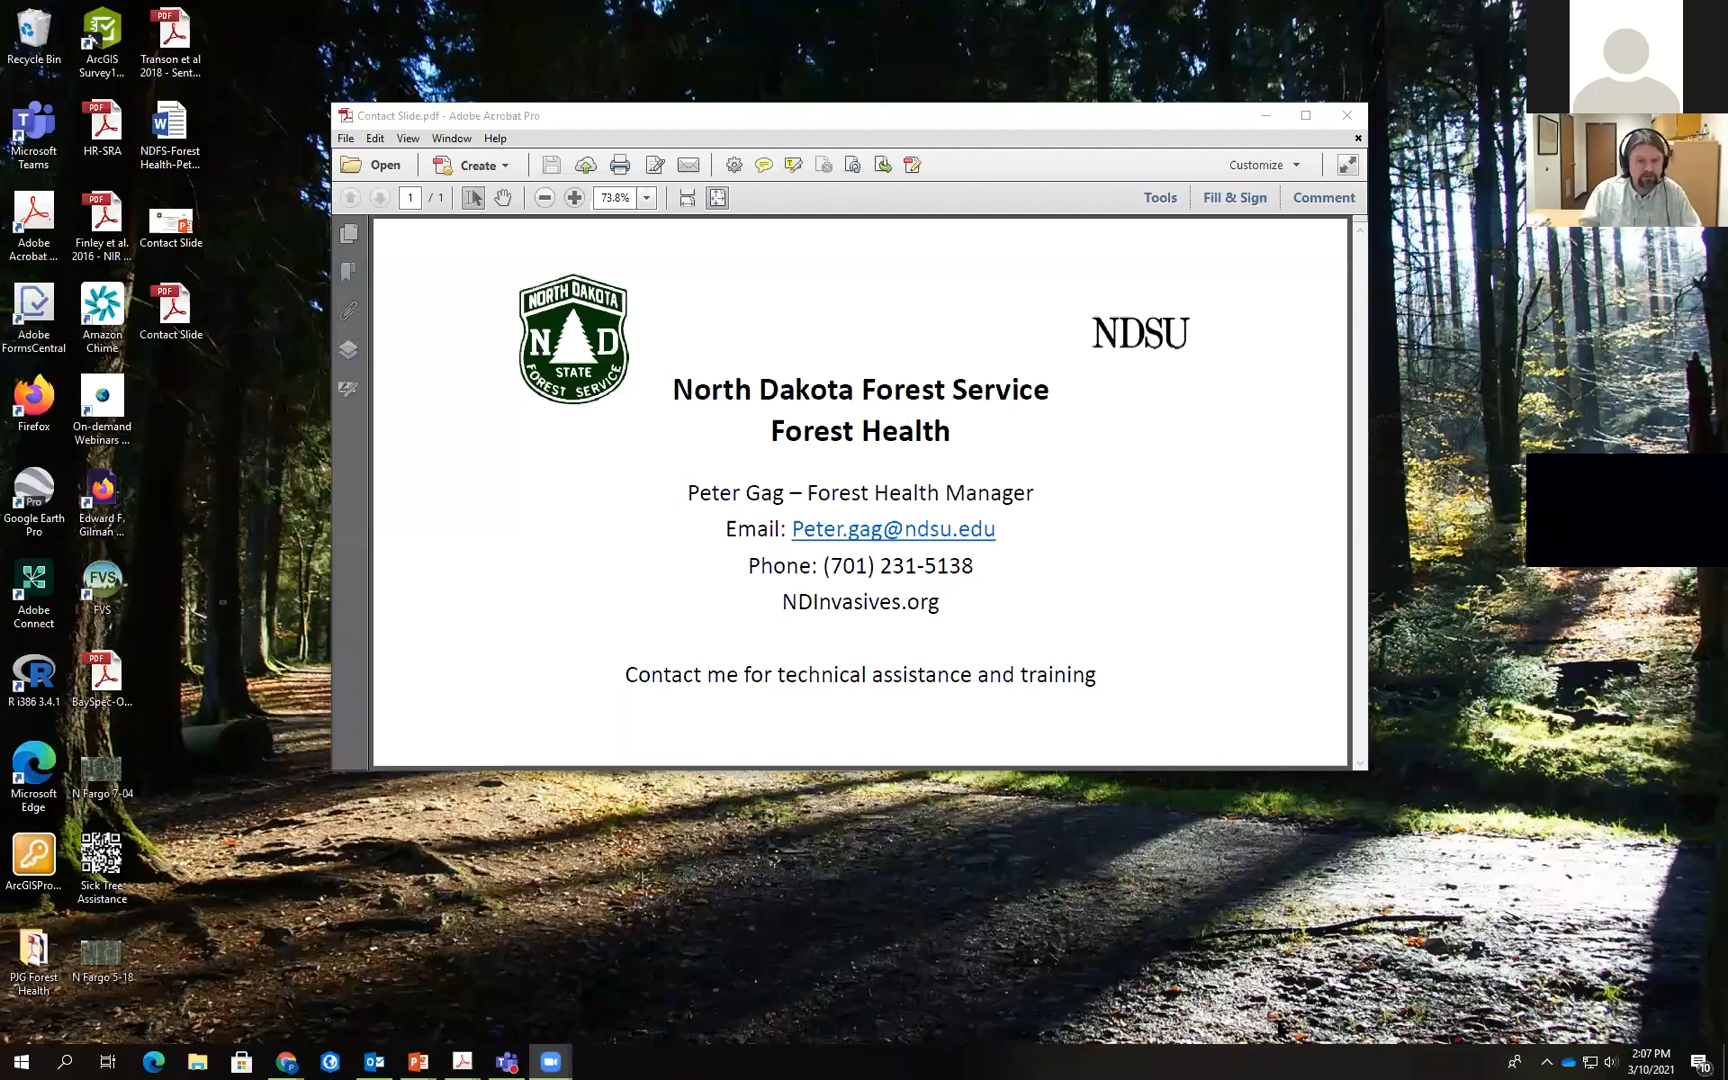 Recycle Bin
ArcGIS
Survey1...
Transon et al
2018 - Sent...
Microsoft
Teams
HR-SRA
NDFS-Forest
Health-Pet...
Adobe
Acrobat ...
Finley et al.
2016 - NIR ...
Contact Slide
Adobe
FormsCentral
Amazon
Chime
Contact Slide
Firefox
On-demand
Webinars ...
Google Earth
Pro
Edward F.
Gilman ...
Adobe
Connect
FVS
FVS
R i386 3.4.1
BaySpec-O...
Microsoft
Edge
N Fargo 7-04
ArcGISPro...
Sick Tree
Assistance
PJG Forest
Health
N Fargo 5-18
Contact Slide.pdf - Adobe Acrobat Pro
File Edit View Window Help
Open Create Customize
1 / 1 73.8% Tools Fill & Sign Comment
NORTH DAKOTA
N D
STATE
FOREST SERVICE
NDSU
North Dakota Forest Service
Forest Health
Peter Gag – Forest Health Manager
Email: Peter.gag@ndsu.edu
Phone: (701) 231-5138
NDInvasives.org
Contact me for technical assistance and training
2:07 PM
3/10/2021
10